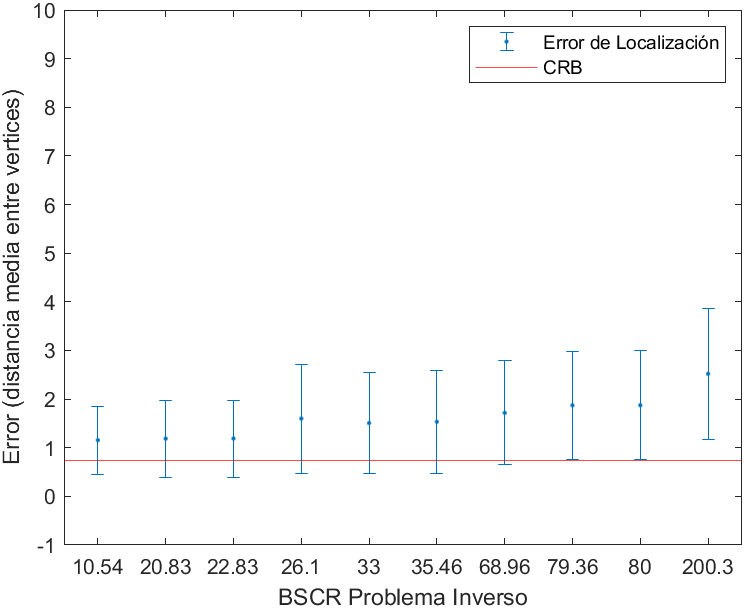 10
9
8
7
6
5
4
3
2
1
0
-1
Error (distancia media entre vertices)
Error de Localización
CRB
10.54 20.83 22.83 26.1 33 35.46 68.96 79.36 80 200.3
BSCR Problema Inverso